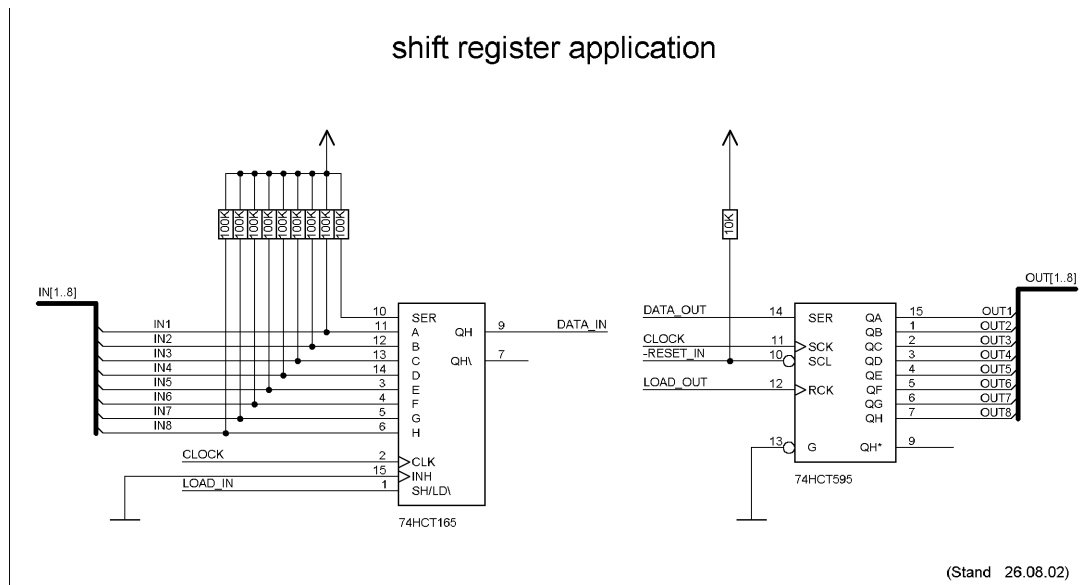 shift register application
100K 100K 100K 100K 100K 100K 100K 100K 100K
10K
IN[1..8]
OUT[1..8]
10 SER
IN1 11 A QH 9 DATA_IN
IN2 12 B
IN3 13 C QH\ 7
IN4 14 D
IN5 3 E
IN6 4 F
IN7 5 G
IN8 6 H
CLOCK 2 CLK
15 INH
LOAD_IN 1 SH/LD\
74HCT165
DATA_OUT 14 SER QA 15 OUT1
QB 1 OUT2
CLOCK 11 SCK QC 2 OUT3
-RESET_IN 10 SCL QD 3 OUT4
QE 4 OUT5
LOAD_OUT 12 RCK QF 5 OUT6
QG 6 OUT7
QH 7 OUT8
13 G QH* 9
74HCT595
(Stand 26.08.02)